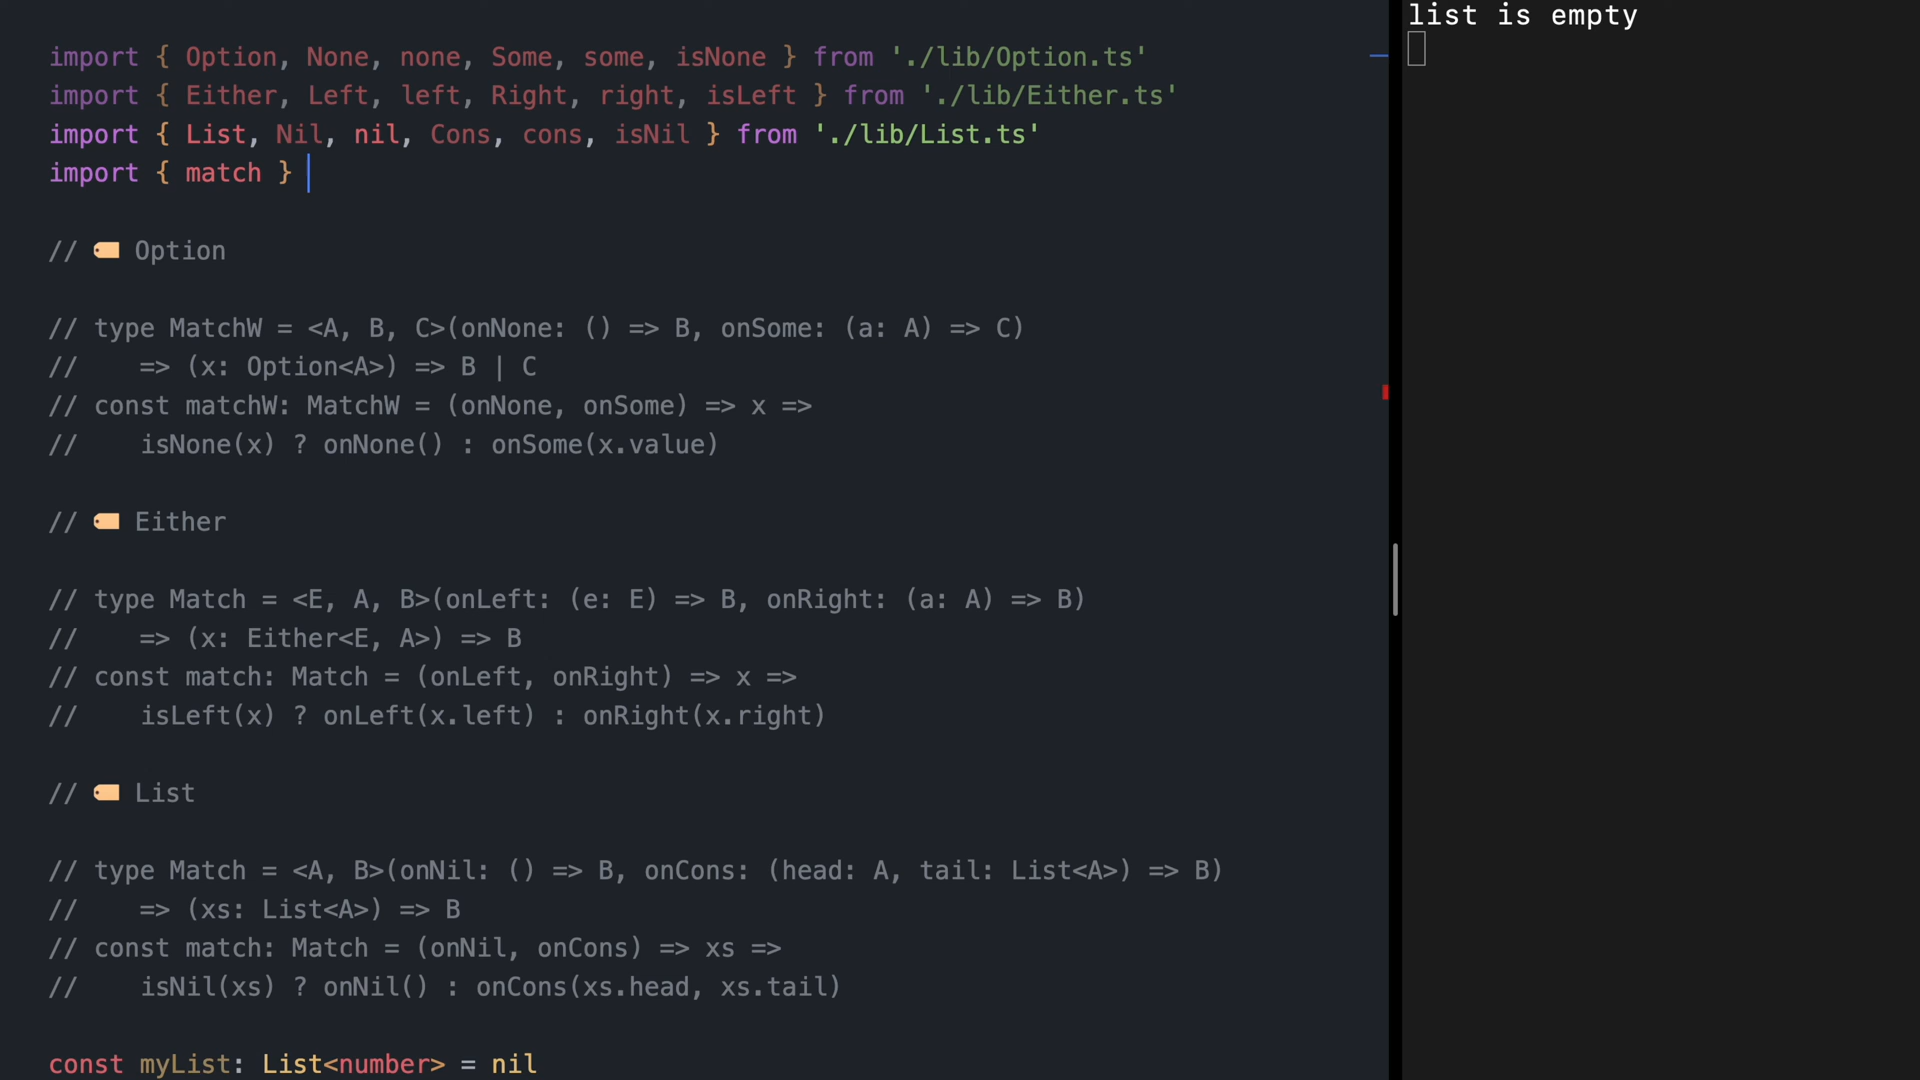 import { Option, None, none, Some, some, isNone } from './lib/Option.ts'
import { Either, Left, left, Right, right, isLeft } from './lib/Either.ts'
import { List, Nil, nil, Cons, cons, isNil } from './lib/List.ts'
import { match }
// 🏷️ Option
// type MatchW = <A, B, C>(onNone: () => B, onSome: (a: A) => C)
//    => (x: Option<A>) => B | C
// const matchW: MatchW = (onNone, onSome) => x =>
//    isNone(x) ? onNone() : onSome(x.value)
// 🏷️ Either
// type Match = <E, A, B>(onLeft: (e: E) => B, onRight: (a: A) => B)
//    => (x: Either<E, A>) => B
// const match: Match = (onLeft, onRight) => x =>
//    isLeft(x) ? onLeft(x.left) : onRight(x.right)
// 🏷️ List
// type Match = <A, B>(onNil: () => B, onCons: (head: A, tail: List<A>) => B)
//    => (xs: List<A>) => B
// const match: Match = (onNil, onCons) => xs =>
//    isNil(xs) ? onNil() : onCons(xs.head, xs.tail)
const myList: List<number> = nil
list is empty